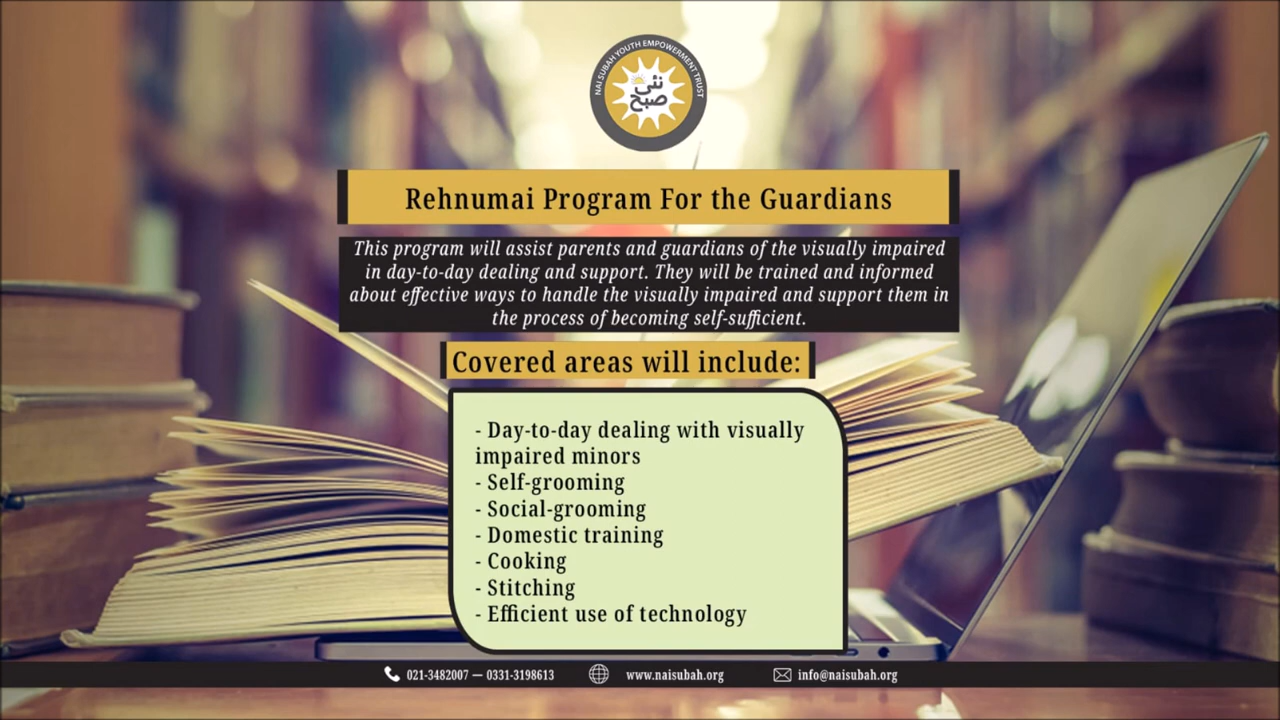 NAI SUBAH YOUTH EMPOWERMENT TRUST
نئی
صبح
Rehnumai Program For the Guardians
This program will assist parents and guardians of the visually impaired
in day-to-day dealing and support. They will be trained and informed
about effective ways to handle the visually impaired and support them in
the process of becoming self-sufficient.
Covered areas will include:
- Day-to-day dealing with visually
impaired minors
- Self-grooming
- Social-grooming
- Domestic training
- Cooking
- Stitching
- Efficient use of technology
021-3482007 — 0331-3198613 www.naisubah.org info@naisubah.org